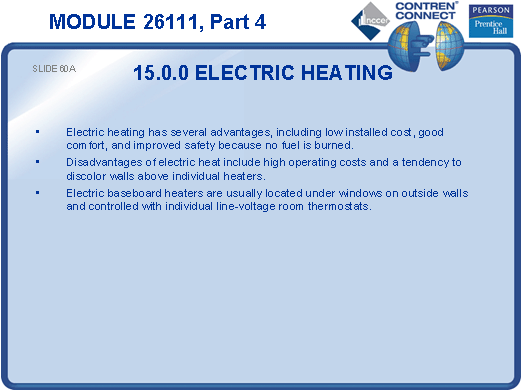 MODULE 26111, Part 4
nccer
CONTREN®
CONNECT
PEARSON
Prentice
Hall
SLIDE 60A
15.0.0 ELECTRIC HEATING
• Electric heating has several advantages, including low installed cost, good
comfort, and improved safety because no fuel is burned.
• Disadvantages of electric heat include high operating costs and a tendency to
discolor walls above individual heaters.
• Electric baseboard heaters are usually located under windows on outside walls
and controlled with individual line-voltage room thermostats.